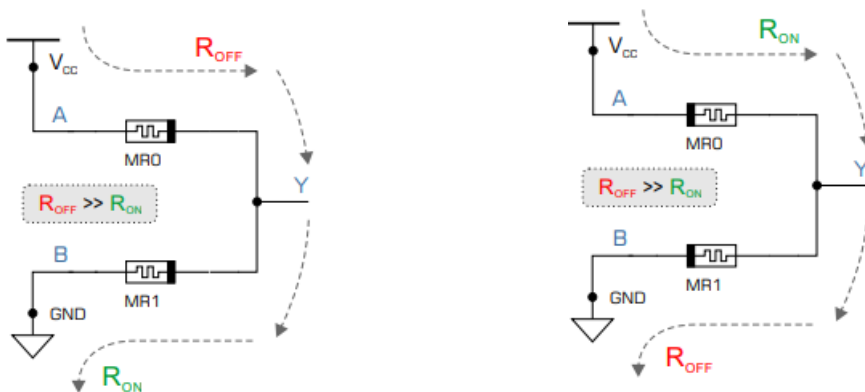 R_OFF
V_CC
A
MR0
Y
R_OFF >> R_ON
B
MR1
GND
R_ON
R_ON
V_CC
A
MR0
Y
R_OFF >> R_ON
B
MR1
GND
R_OFF